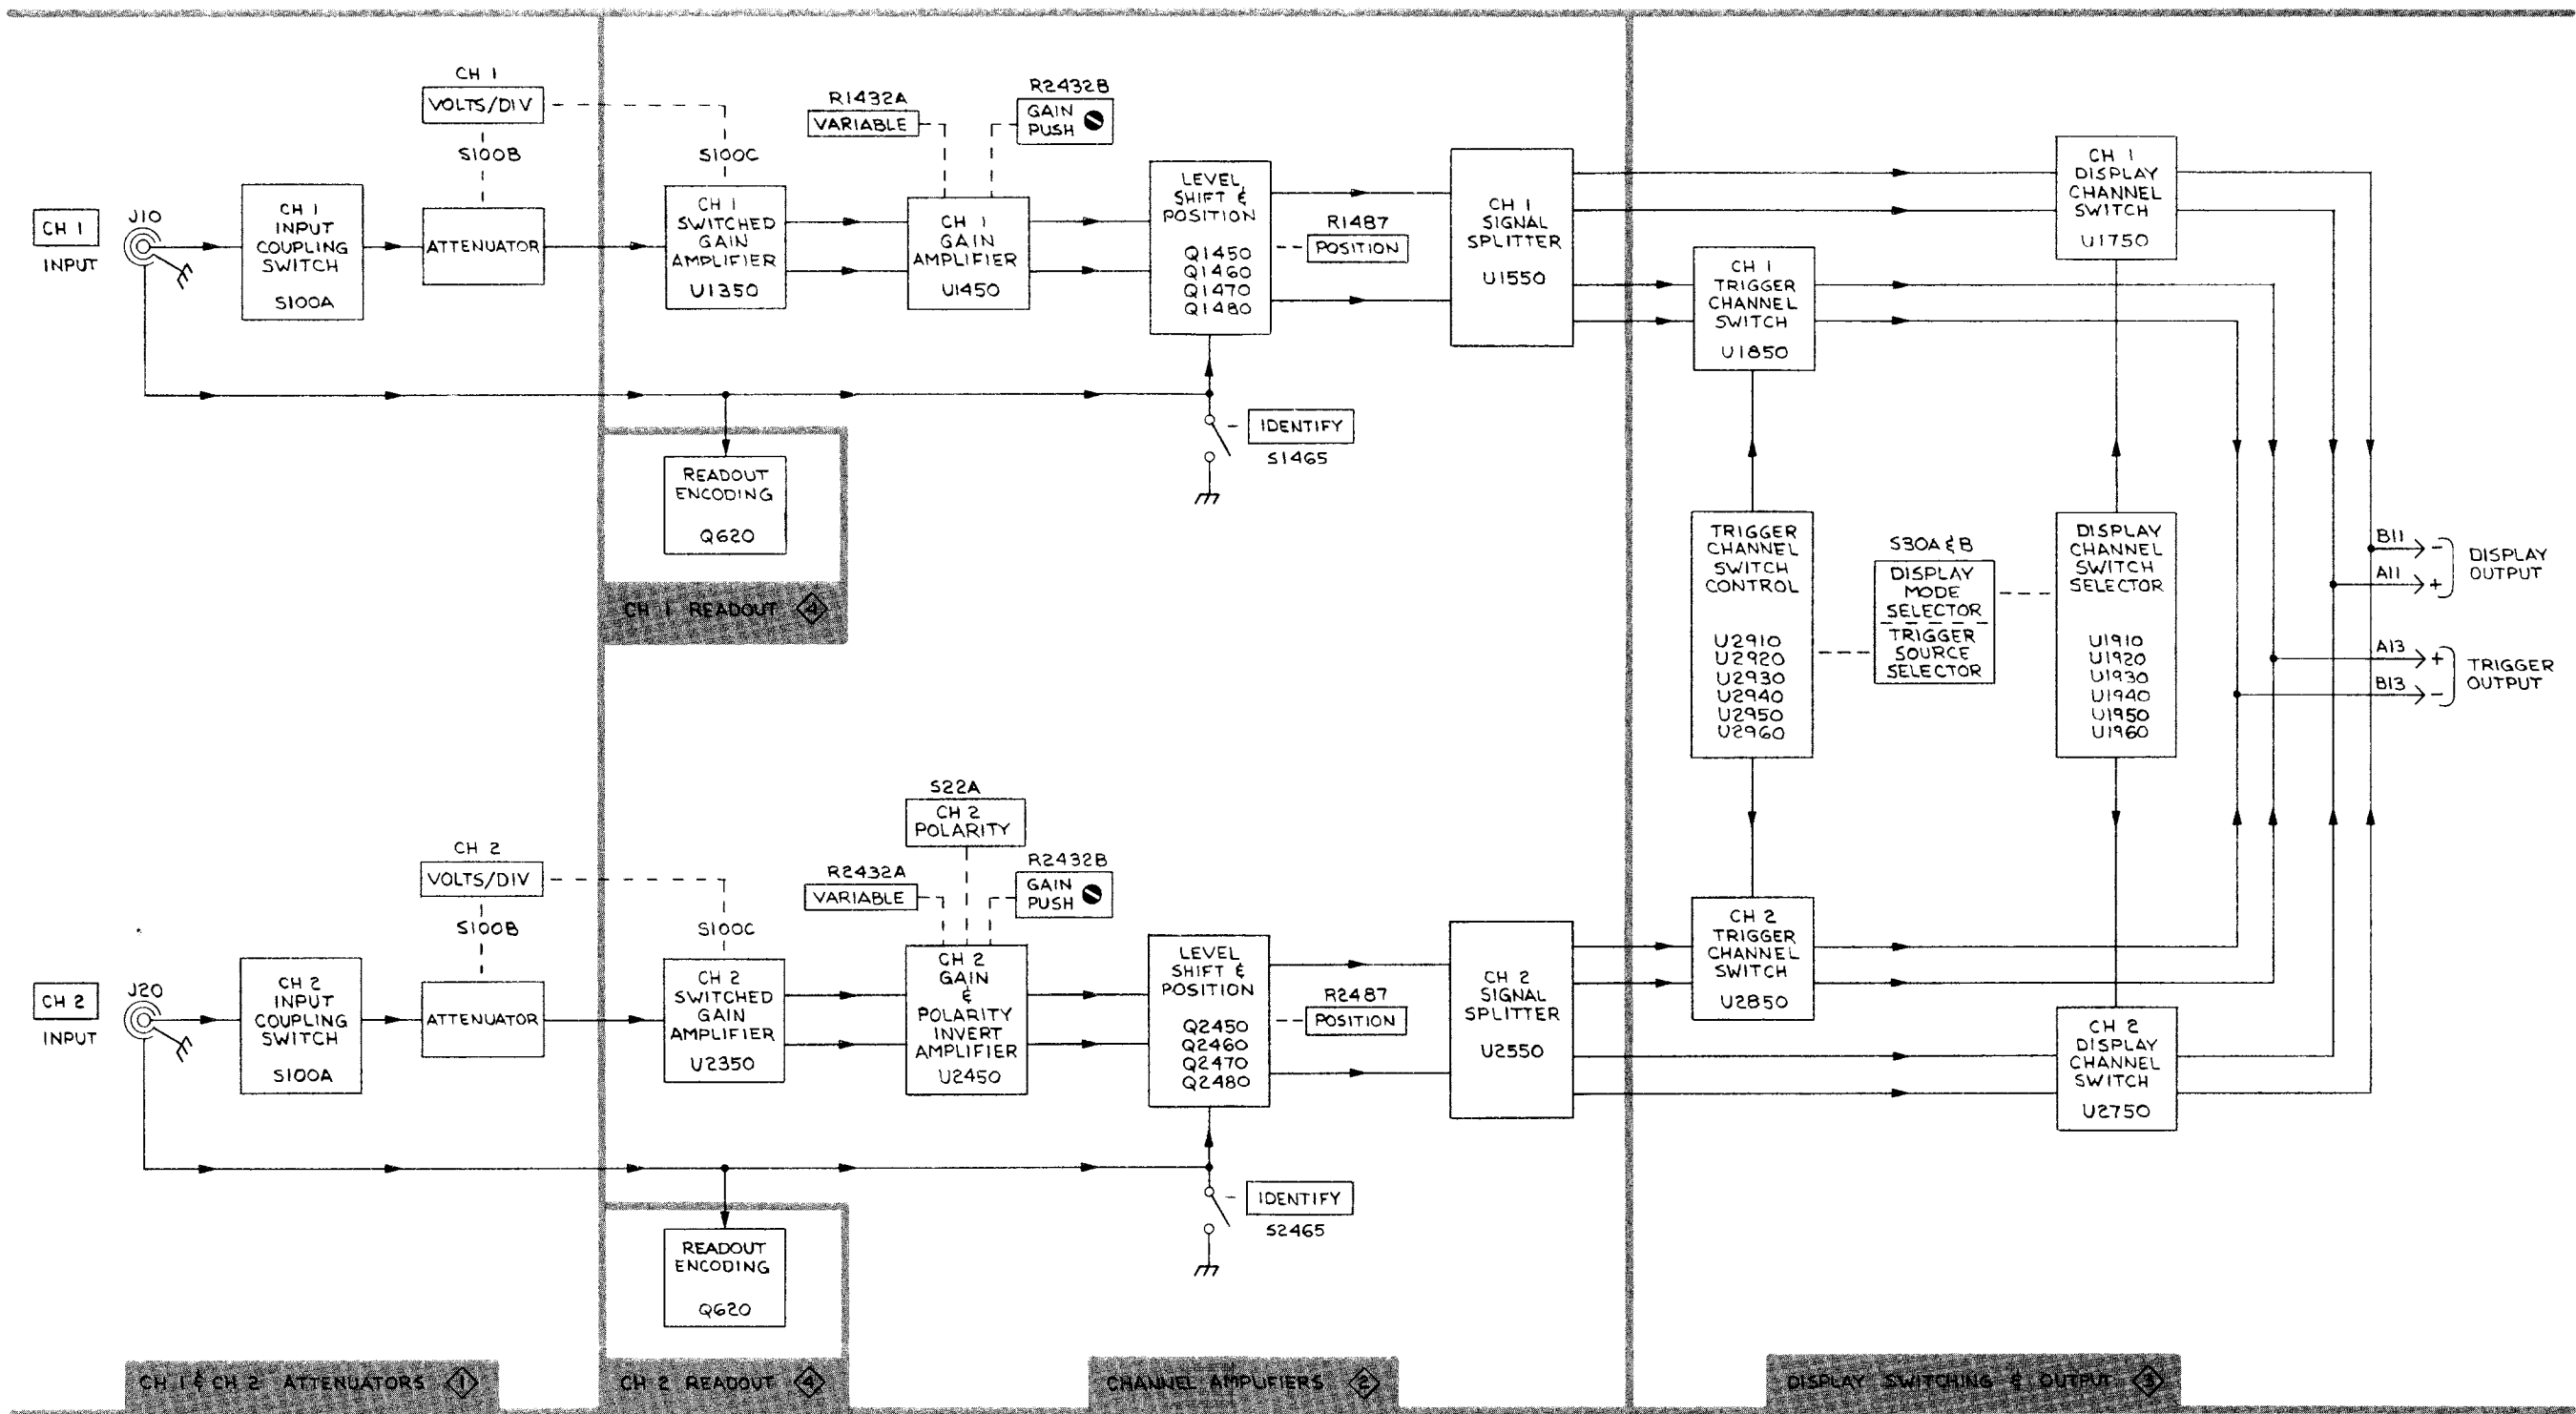 CH 1
VOLTS/DIV
S100B
S100C
R1432A
VARIABLE
R2432B
GAIN
PUSH
CH 1
INPUT
J10
CH 1
INPUT
COUPLING
SWITCH
S100A
ATTENUATOR
CH 1
SWITCHED
GAIN
AMPLIFIER
U1350
CH 1
GAIN
AMPLIFIER
U1450
LEVEL
SHIFT &
POSITION
Q1450
Q1460
Q1470
Q1480
R1487
POSITION
CH 1
SIGNAL
SPLITTER
U1550
CH 1
DISPLAY
CHANNEL
SWITCH
U1750
CH 1
TRIGGER
CHANNEL
SWITCH
U1850
IDENTIFY
S1465
READOUT
ENCODING
Q620
CH 1 READOUT 4
TRIGGER
CHANNEL
SWITCH
CONTROL
U2910
U2920
U2930
U2940
U2950
U2960
S30A & B
DISPLAY
MODE
SELECTOR
TRIGGER
SOURCE
SELECTOR
DISPLAY
CHANNEL
SWITCH
SELECTOR
U1910
U1920
U1930
U1940
U1950
U1960
B11 -
A11 +
DISPLAY
OUTPUT
A13 +
B13 -
TRIGGER
OUTPUT
CH 2
VOLTS/DIV
S100B
S100C
S22A
CH 2
POLARITY
R2432A
VARIABLE
R2432B
GAIN
PUSH
CH 2
INPUT
J20
CH 2
INPUT
COUPLING
SWITCH
S100A
ATTENUATOR
CH 2
SWITCHED
GAIN
AMPLIFIER
U2350
CH 2
GAIN
&
POLARITY
INVERT
AMPLIFIER
U2450
LEVEL
SHIFT &
POSITION
Q2450
Q2460
Q2470
Q2480
R2487
POSITION
CH 2
SIGNAL
SPLITTER
U2550
CH 2
TRIGGER
CHANNEL
SWITCH
U2850
CH 2
DISPLAY
CHANNEL
SWITCH
U2750
IDENTIFY
S2465
READOUT
ENCODING
Q620
CH 1 & CH 2 ATTENUATORS 1
CH 2 READOUT 4
CHANNEL AMPLIFIERS 2
DISPLAY SWITCHING & OUTPUT 3